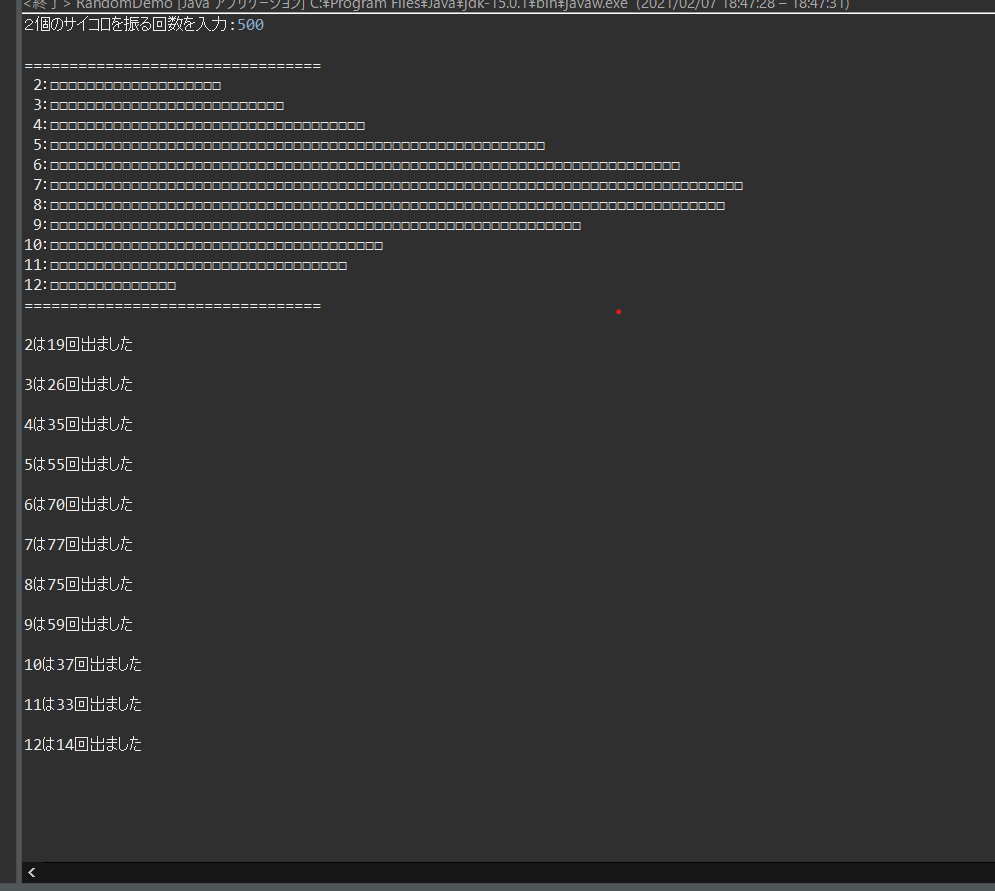 <終了> RandomDemo [Java アプリケーション] C:¥Program Files¥Java¥jdk-15.0.1¥bin¥javaw.exe (2021/02/07 18:47:28 – 18:47:31)
2個のサイコロを振る回数を入力:500
=================================
2:□□□□□□□□□□□□□□□□□□□
3:□□□□□□□□□□□□□□□□□□□□□□□□□□
4:□□□□□□□□□□□□□□□□□□□□□□□□□□□□□□□□□□□
5:□□□□□□□□□□□□□□□□□□□□□□□□□□□□□□□□□□□□□□□□□□□□□□□□□□□□□□□
6:□□□□□□□□□□□□□□□□□□□□□□□□□□□□□□□□□□□□□□□□□□□□□□□□□□□□□□□□□□□□□□□□□□□□□□
7:□□□□□□□□□□□□□□□□□□□□□□□□□□□□□□□□□□□□□□□□□□□□□□□□□□□□□□□□□□□□□□□□□□□□□□□□□□□□□
8:□□□□□□□□□□□□□□□□□□□□□□□□□□□□□□□□□□□□□□□□□□□□□□□□□□□□□□□□□□□□□□□□□□□□□□□□□□□
9:□□□□□□□□□□□□□□□□□□□□□□□□□□□□□□□□□□□□□□□□□□□□□□□□□□□□□□□□□□□
10:□□□□□□□□□□□□□□□□□□□□□□□□□□□□□□□□□□□□□
11:□□□□□□□□□□□□□□□□□□□□□□□□□□□□□□□□□
12:□□□□□□□□□□□□□□
=================================
2は19回出ました
3は26回出ました
4は35回出ました
5は55回出ました
6は70回出ました
7は77回出ました
8は75回出ました
9は59回出ました
10は37回出ました
11は33回出ました
12は14回出ました